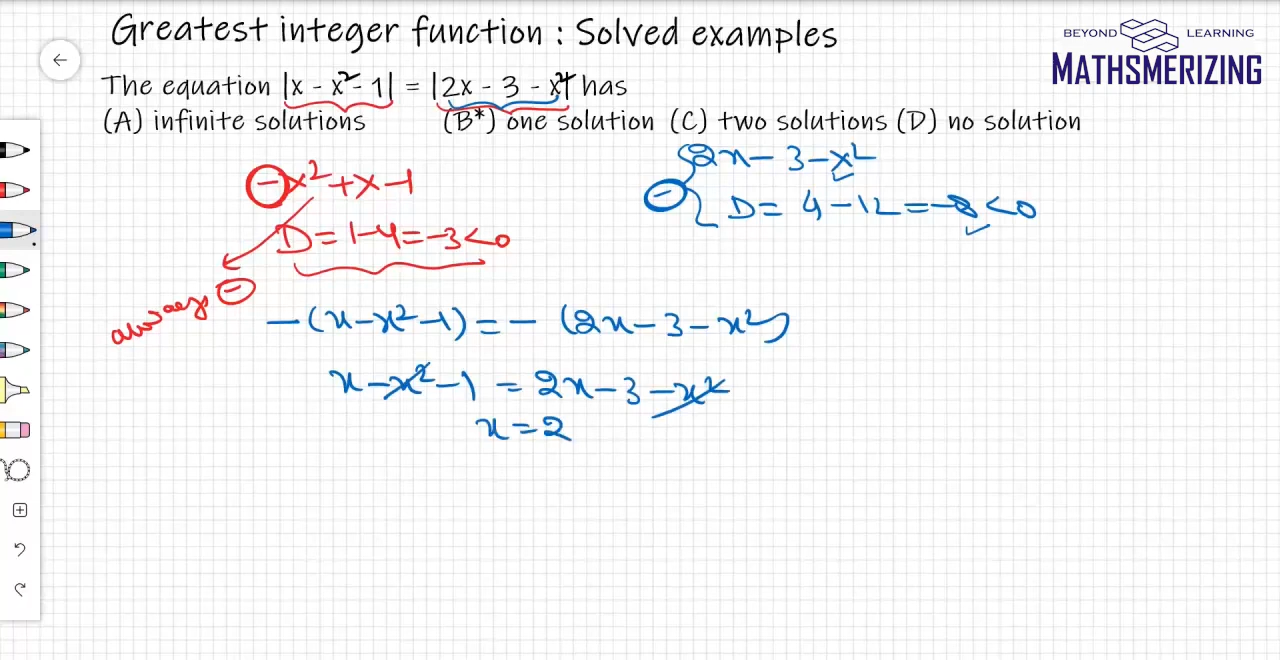 Greatest integer function : Solved examples
BEYOND LEARNING
MATHSMERIZING
The equation |x - x² - 1| = |2x - 3 - x²| has
(A) infinite solutions (B*) one solution (C) two solutions (D) no solution
-x² + x - 1
D = 1 - 4 = -3 < 0
always -
2x - 3 - x²
-
D = 4 - 12 = -8 < 0
-(x - x² - 1) = -(2x - 3 - x²)
x - x² - 1 = 2x - 3 - x²
x = 2